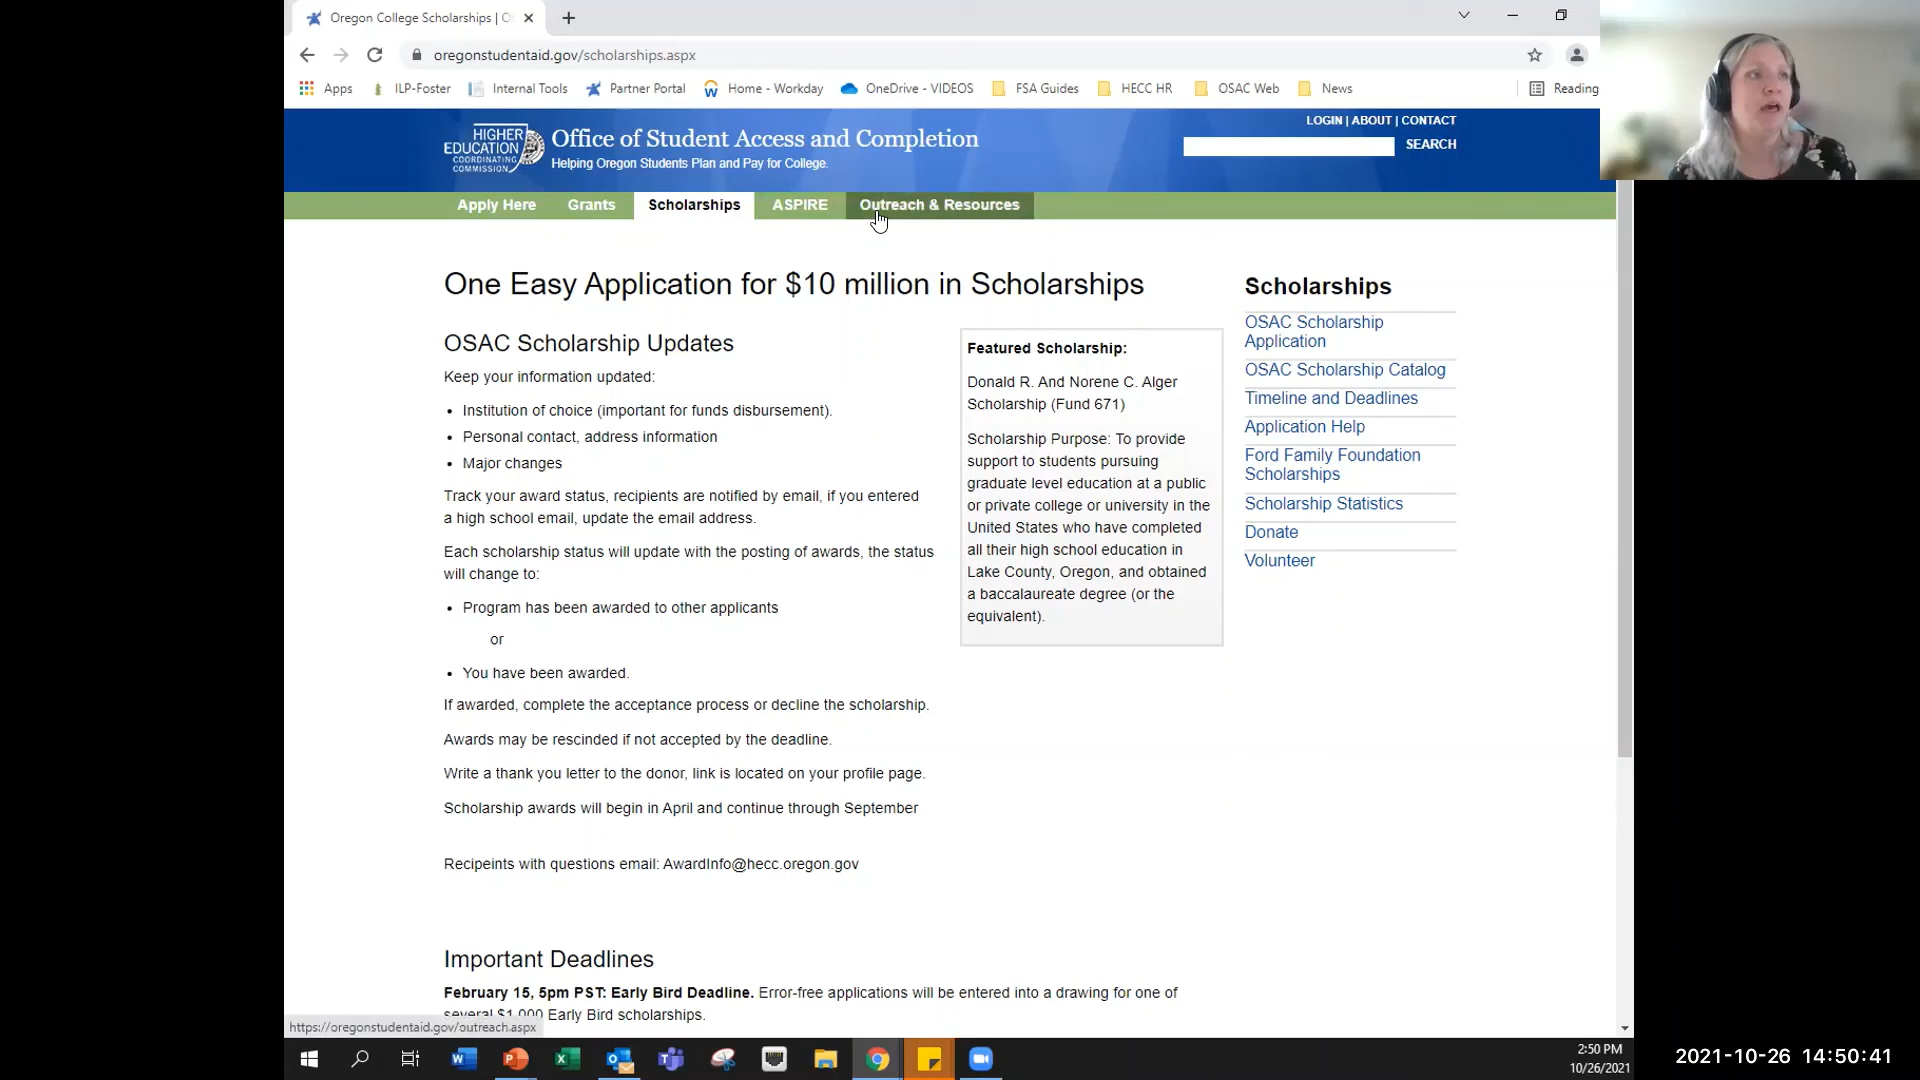 Oregon College Scholarships | O
oregonstudentaid.gov/scholarships.aspx
Apps ILP-Foster Internal Tools Partner Portal Home - Workday OneDrive - VIDEOS FSA Guides HECC HR OSAC Web News Reading
HIGHER
EDUCATION
COORDINATING
COMMISSION
Office of Student Access and Completion
Helping Oregon Students Plan and Pay for College.
LOGIN | ABOUT | CONTACT
SEARCH
Apply Here Grants Scholarships ASPIRE Outreach & Resources
One Easy Application for $10 million in Scholarships
OSAC Scholarship Updates
Keep your information updated:
• Institution of choice (important for funds disbursement).
• Personal contact, address information
• Major changes
Track your award status, recipients are notified by email, if you entered
a high school email, update the email address.
Each scholarship status will update with the posting of awards, the status
will change to:
• Program has been awarded to other applicants
or
• You have been awarded.
If awarded, complete the acceptance process or decline the scholarship.
Awards may be rescinded if not accepted by the deadline.
Write a thank you letter to the donor, link is located on your profile page.
Scholarship awards will begin in April and continue through September
Recipeints with questions email: AwardInfo@hecc.oregon.gov
Featured Scholarship:
Donald R. And Norene C. Alger
Scholarship (Fund 671)
Scholarship Purpose: To provide
support to students pursuing
graduate level education at a public
or private college or university in the
United States who have completed
all their high school education in
Lake County, Oregon, and obtained
a baccalaureate degree (or the
equivalent).
Scholarships
OSAC Scholarship
Application
OSAC Scholarship Catalog
Timeline and Deadlines
Application Help
Ford Family Foundation
Scholarships
Scholarship Statistics
Donate
Volunteer
Important Deadlines
February 15, 5pm PST: Early Bird Deadline. Error-free applications will be entered into a drawing for one of
several $1,000 Early Bird scholarships.
https://oregonstudentaid.gov/outreach.aspx
2:50 PM
10/26/2021
2021-10-26 14:50:41